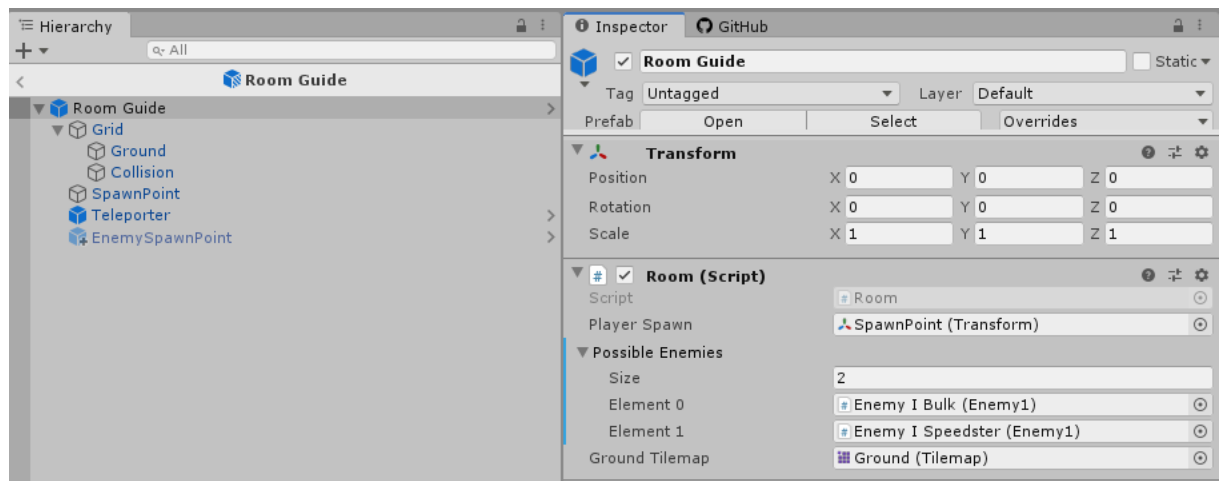 Hierarchy
All
Room Guide
Room Guide
Grid
Ground
Collision
SpawnPoint
Teleporter
EnemySpawnPoint
Inspector GitHub
Room Guide Static
Tag Untagged Layer Default
Prefab Open Select Overrides
Transform
Position X 0 Y 0 Z 0
Rotation X 0 Y 0 Z 0
Scale X 1 Y 1 Z 1
# Room (Script)
Script # Room
Player Spawn SpawnPoint (Transform)
Possible Enemies
Size 2
Element 0 # Enemy I Bulk (Enemy1)
Element 1 # Enemy I Speedster (Enemy1)
Ground Tilemap Ground (Tilemap)